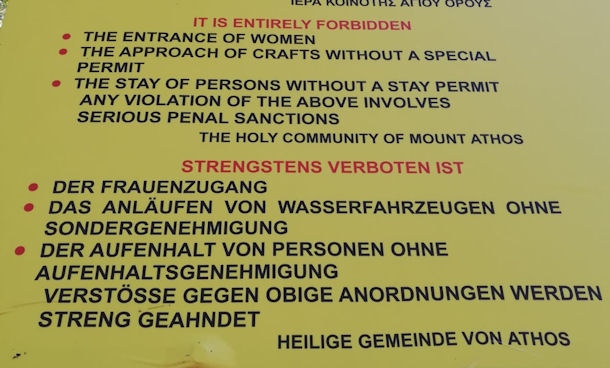 ΙΕΡΑ ΚΟΙΝΟΤΗΣ ΑΓΙΟΥ ΟΡΟΥΣ
IT IS ENTIRELY FORBIDDEN
• THE ENTRANCE OF WOMEN
• THE APPROACH OF CRAFTS WITHOUT A SPECIAL
PERMIT
• THE STAY OF PERSONS WITHOUT A STAY PERMIT
ANY VIOLATION OF THE ABOVE INVOLVES
SERIOUS PENAL SANCTIONS
THE HOLY COMMUNITY OF MOUNT ATHOS
STRENGSTENS VERBOTEN IST
• DER FRAUENZUGANG
• DAS ANLÄUFEN VON WASSERFAHRZEUGEN OHNE
SONDERGENEHMIGUNG
• DER AUFENHALT VON PERSONEN OHNE
AUFENHALTSGENEHMIGUNG
VERSTÖSSE GEGEN OBIGE ANORDNUNGEN WERDEN
STRENG GEAHNDET
HEILIGE GEMEINDE VON ATHOS